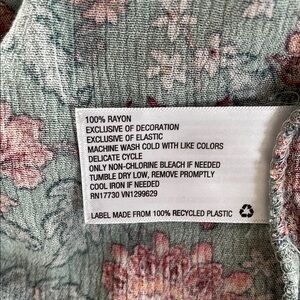 100% RAYON
EXCLUSIVE OF DECORATION
EXCLUSIVE OF ELASTIC
MACHINE WASH COLD WITH LIKE COLORS
DELICATE CYCLE
ONLY NON-CHLORINE BLEACH IF NEEDED
TUMBLE DRY LOW, REMOVE PROMPTLY
COOL IRON IF NEEDED
RN17730 VN1299629
LABEL MADE FROM 100% RECYCLED PLASTIC